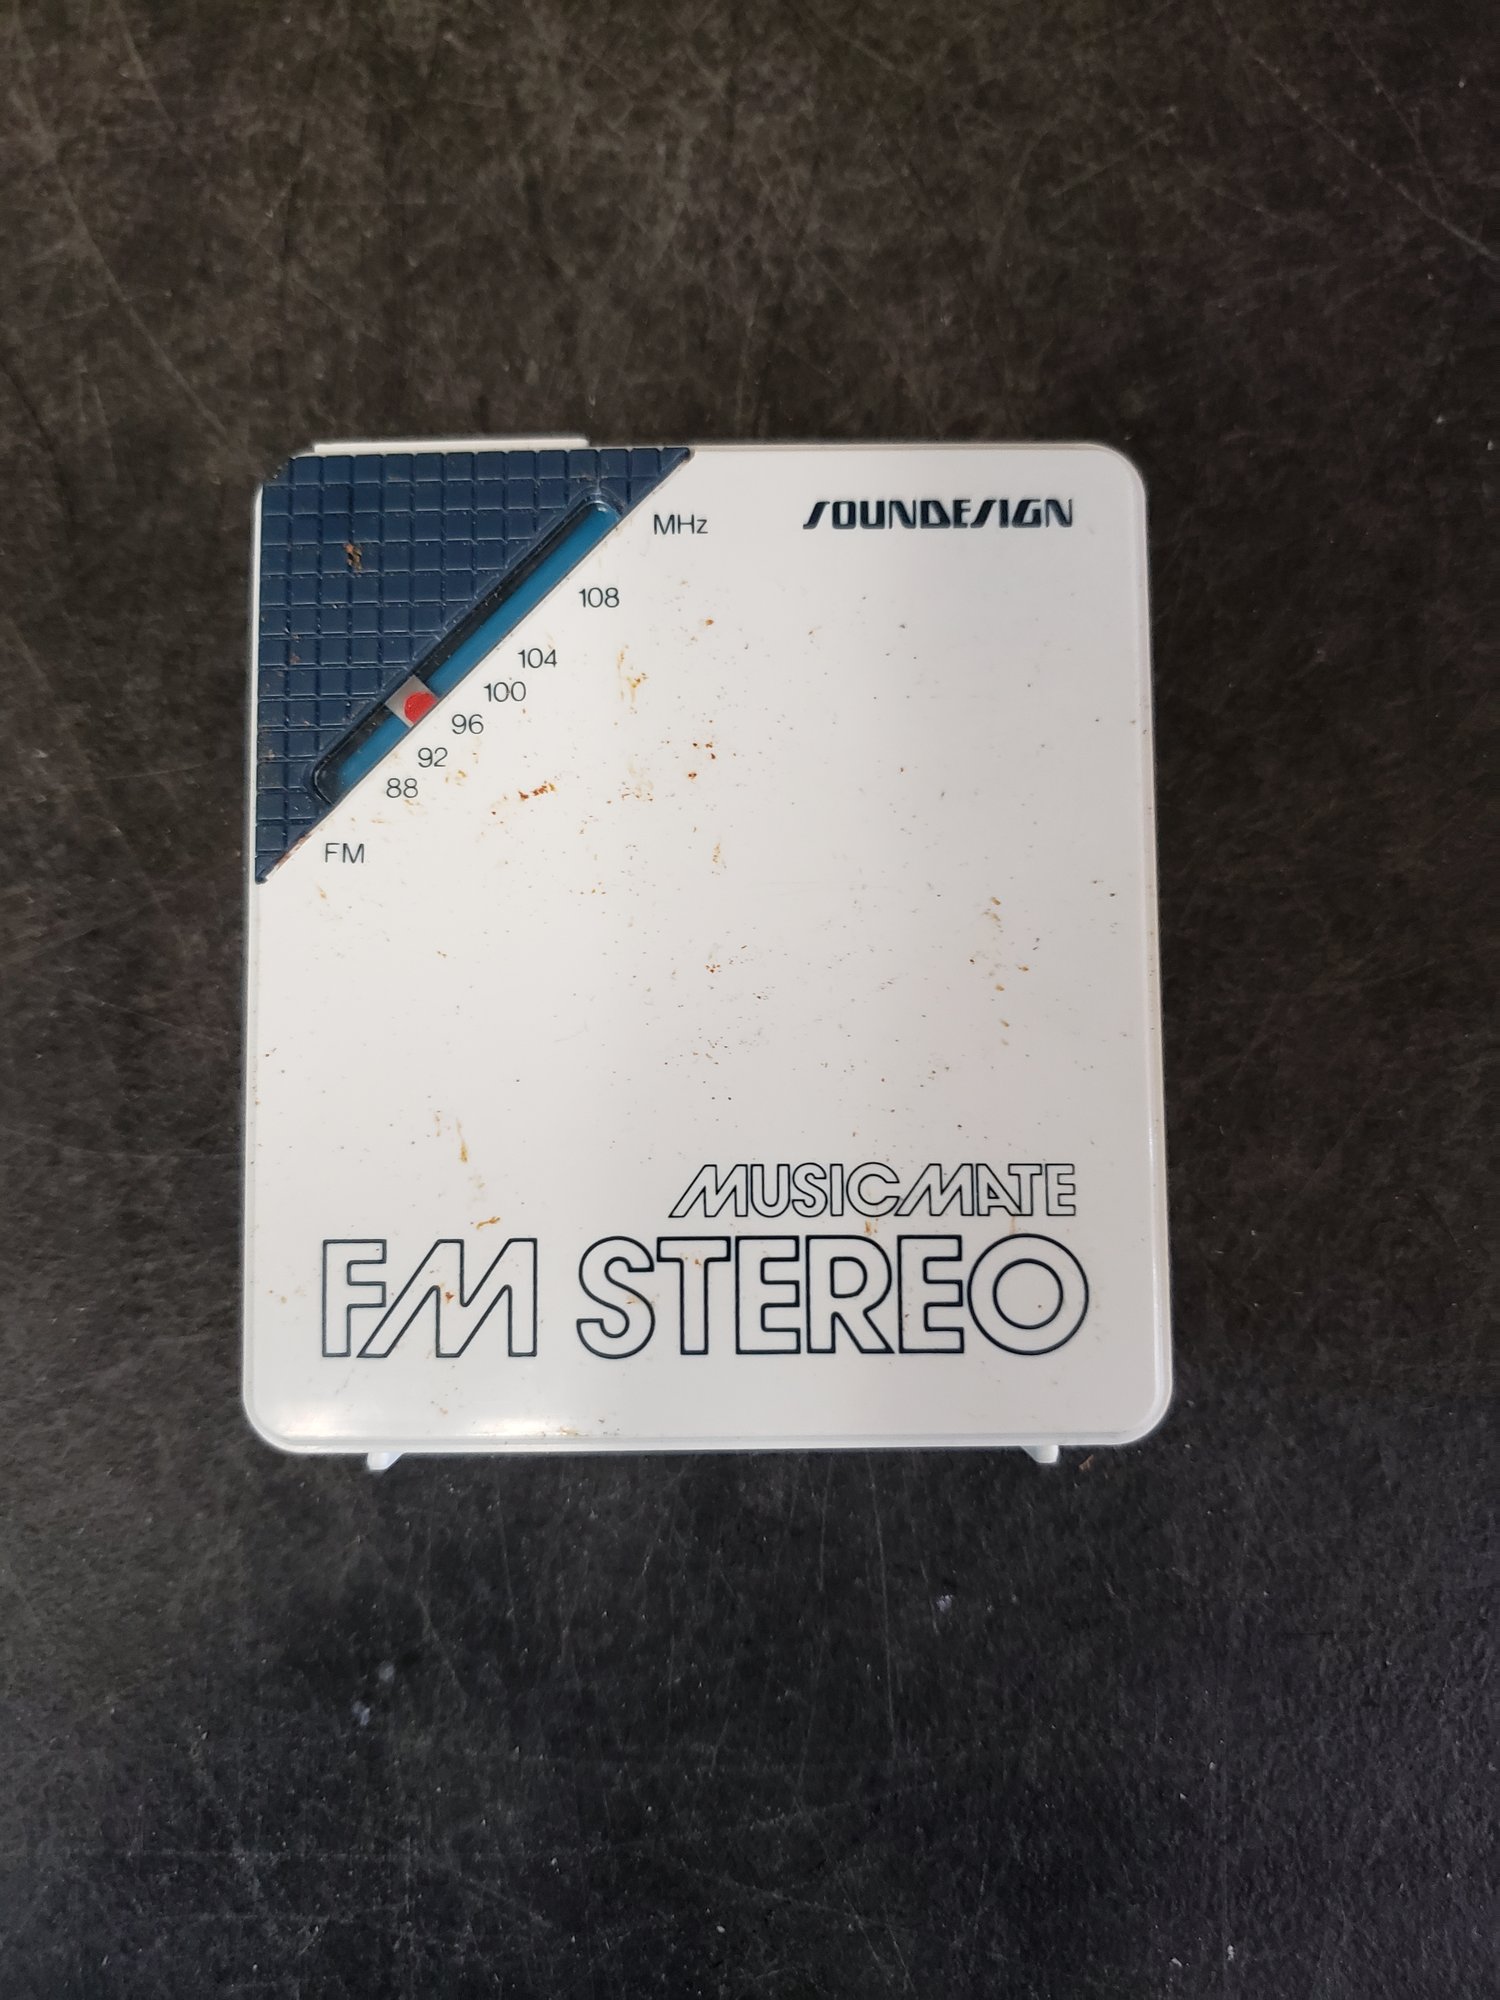 SOUNDESIGN
MHz
108
104
100
96
92
88
FM
MUSICMATE
FM STEREO